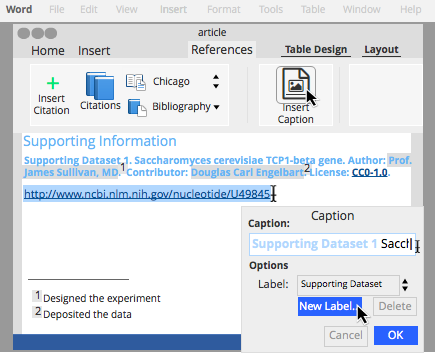 Word File Edit View Insert Format Tools Table Window Help
article
Home Insert References Table Design Layout
+
Insert
Citation
Citations
Chicago
Bibliography
Insert
Caption
Supporting Information
Supporting Dataset 1. Saccharomyces cerevisiae TCP1-beta gene. Author: Prof.
James Sullivan, MD.1 Contributor: Douglas Carl Engelbart2 License: CC0-1.0.
http://www.ncbi.nlm.nih.gov/nucleotide/U49845
1 Designed the experiment
2 Deposited the data
Caption
Caption:
Supporting Dataset 1 Sacch
Options
Label: Supporting Dataset
New Label. Delete
Cancel OK